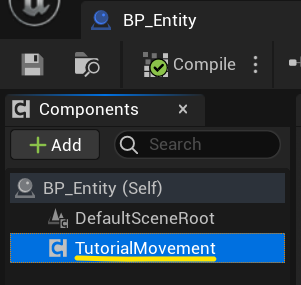 BP_Entity
Compile
Components
Add
Search
BP_Entity (Self)
DefaultSceneRoot
TutorialMovement